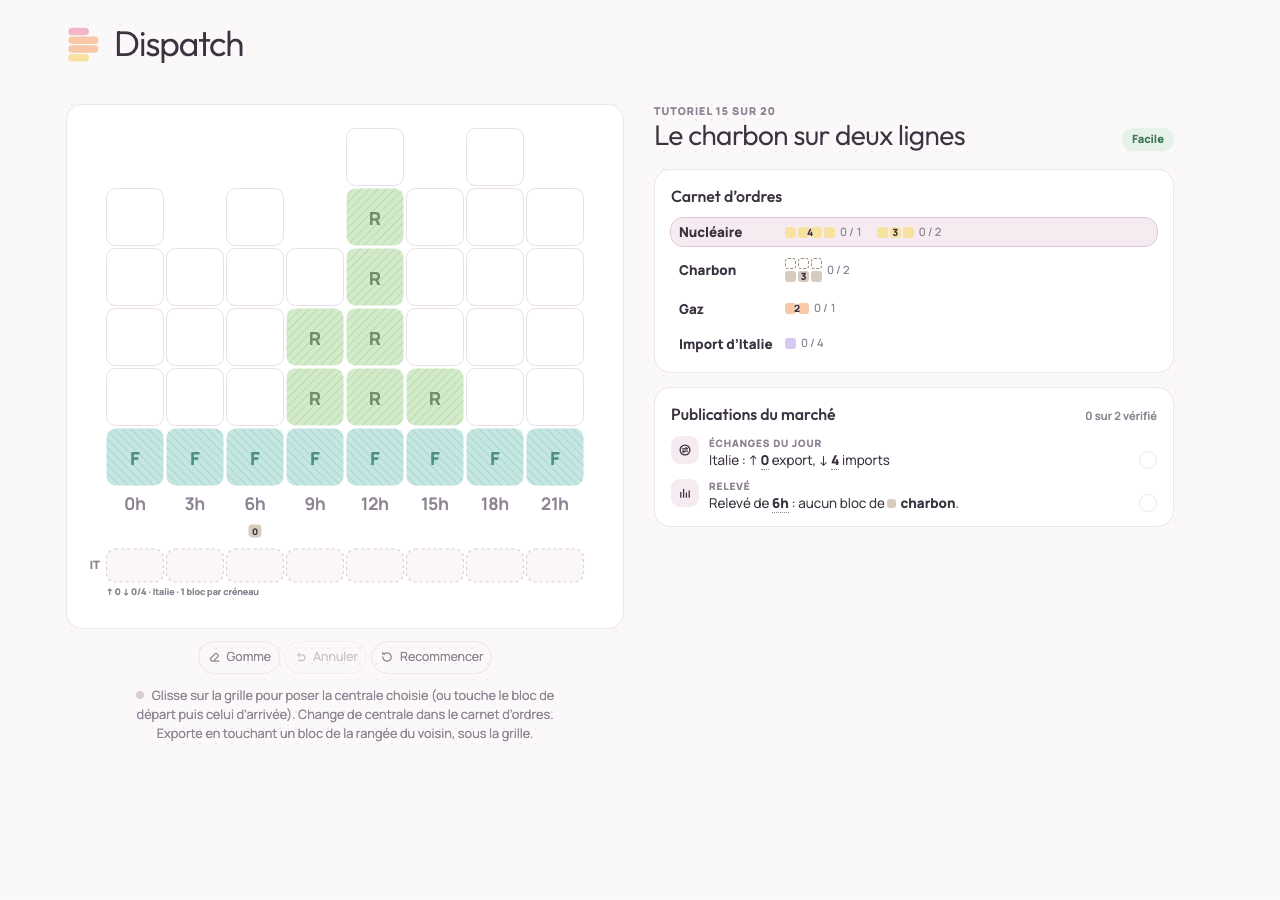 Dispatch
R
R
R R
R R R
F F F F F F F F
0h 3h 6h 9h 12h 15h 18h 21h
0
IT
↑ 0 ↓ 0/4 · Italie · 1 bloc par créneau
Gomme Annuler Recommencer
Glisse sur la grille pour poser la centrale choisie (ou touche le bloc de
départ puis celui d'arrivée). Change de centrale dans le carnet d'ordres.
Exporte en touchant un bloc de la rangée du voisin, sous la grille.
TUTORIEL 15 SUR 20
Le charbon sur deux lignes
Facile
Carnet d'ordres
Nucléaire 4 0 / 1 3 0 / 2
Charbon 3 0 / 2
Gaz 2 0 / 1
Import d'Italie 0 / 4
Publications du marché 0 sur 2 vérifié
ÉCHANGES DU JOUR
Italie : ↑ 0 export, ↓ 4 imports
RELEVÉ
Relevé de 6h : aucun bloc de charbon.